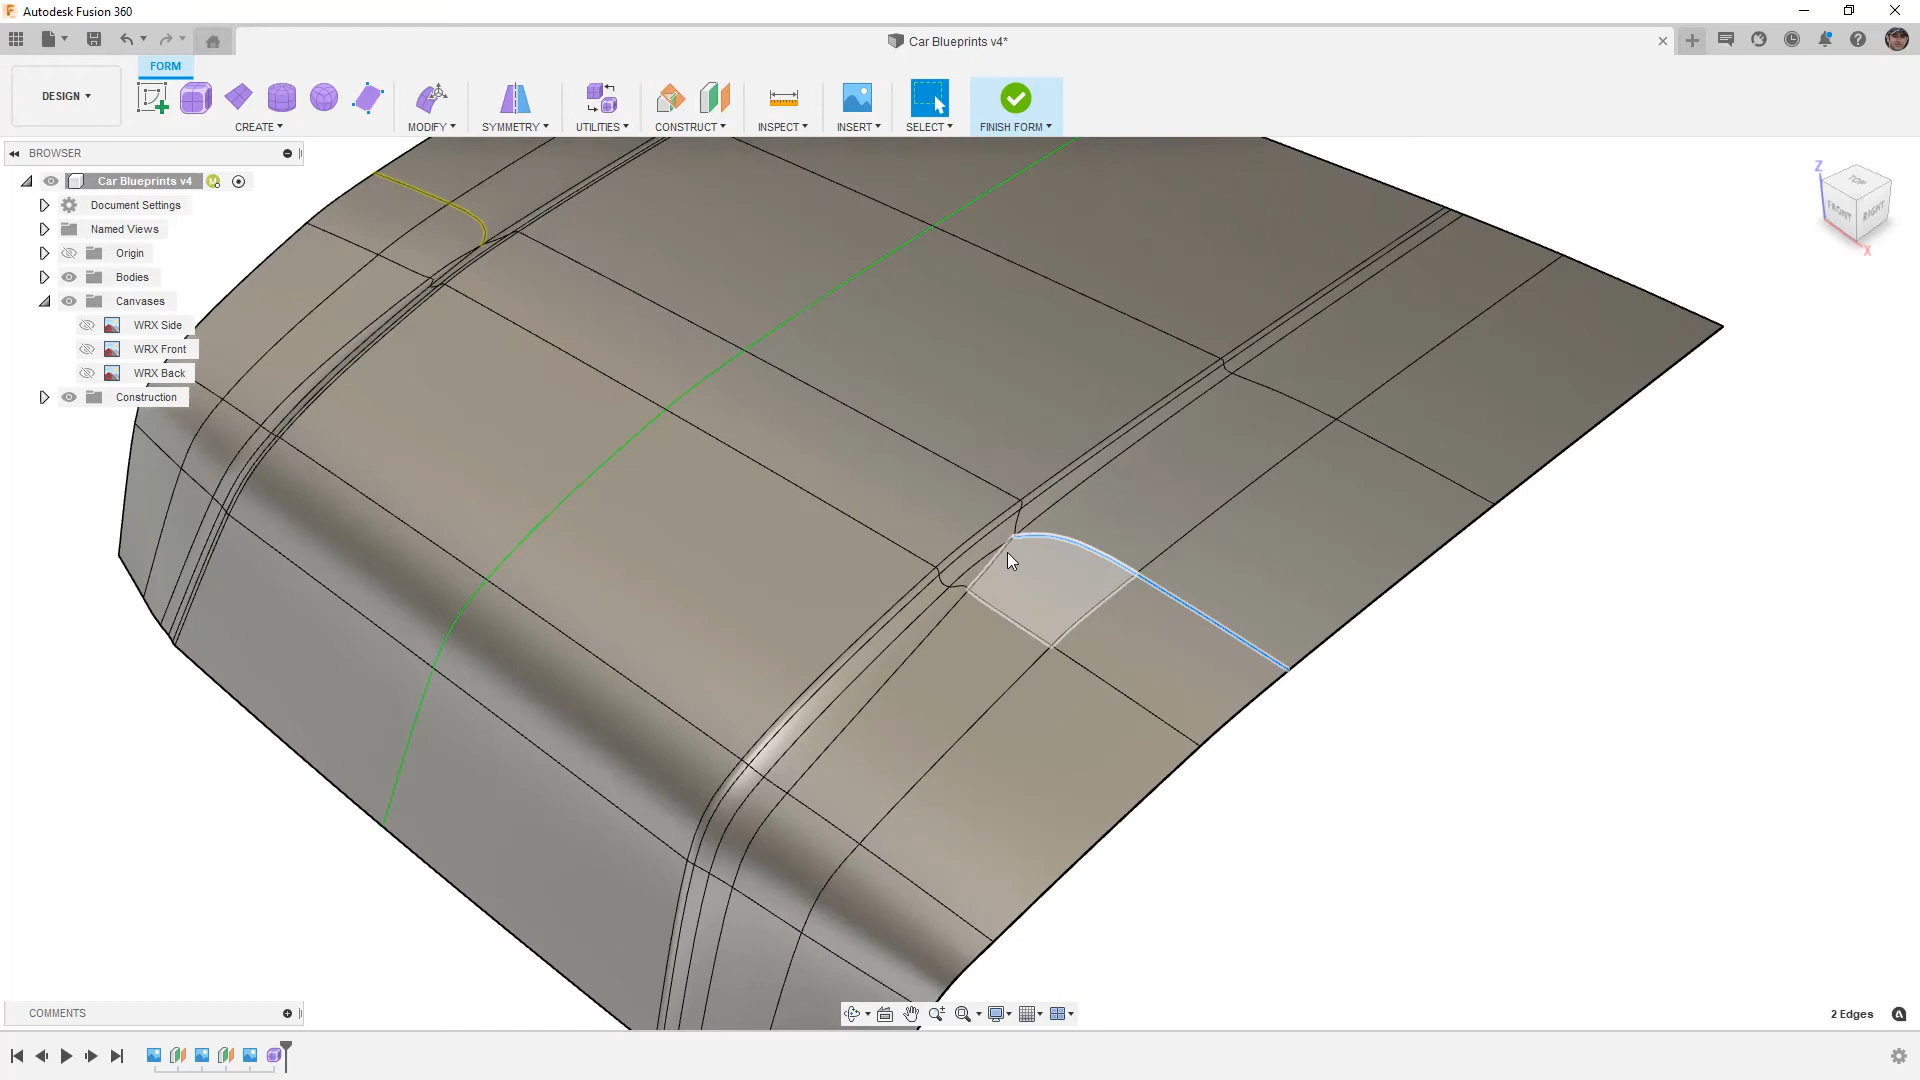 Autodesk Fusion 360
Car Blueprints v4*
FORM
DESIGN
CREATE
MODIFY
SYMMETRY
UTILITIES
CONSTRUCT
INSPECT
INSERT
SELECT
FINISH FORM
BROWSER
Car Blueprints v4
Document Settings
Named Views
Origin
Bodies
Canvases
WRX Side
WRX Front
WRX Back
Construction
Z
TOP
FRONT
RIGHT
X
COMMENTS
2 Edges